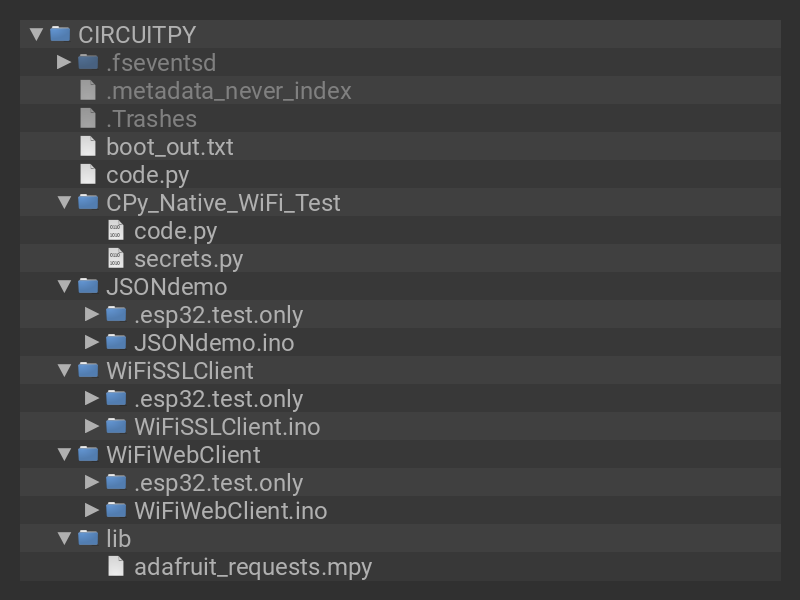 CIRCUITPY
.fseventsd
.metadata_never_index
.Trashes
boot_out.txt
code.py
CPy_Native_WiFi_Test
code.py
secrets.py
JSONdemo
.esp32.test.only
JSONdemo.ino
WiFiSSLClient
.esp32.test.only
WiFiSSLClient.ino
WiFiWebClient
.esp32.test.only
WiFiWebClient.ino
lib
adafruit_requests.mpy